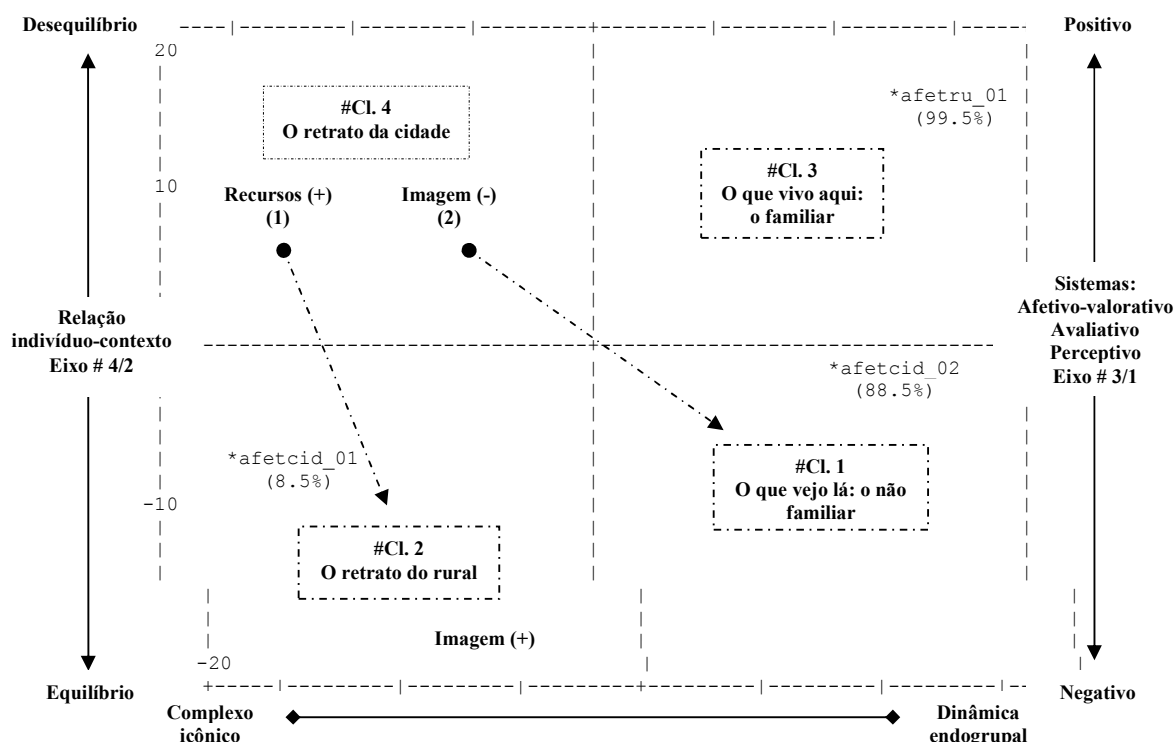 Desequilíbrio
Positivo
20
*afetru_01
(99.5%)
#Cl. 4
O retrato da cidade
#Cl. 3
O que vivo aqui:
o familiar
10
Recursos (+)
(1)
Imagem (-)
(2)
Relação
indivíduo-contexto
Eixo # 4/2
Sistemas:
Afetivo-valorativo
Avaliativo
Perceptivo
Eixo # 3/1
*afetcid_02
(88.5%)
*afetcid_01
(8.5%)
#Cl. 1
O que vejo lá: o não
familiar
-10
#Cl. 2
O retrato do rural
Imagem (+)
-20
Equilíbrio
Negativo
Complexo
içônico
Dinâmica
endogrupal